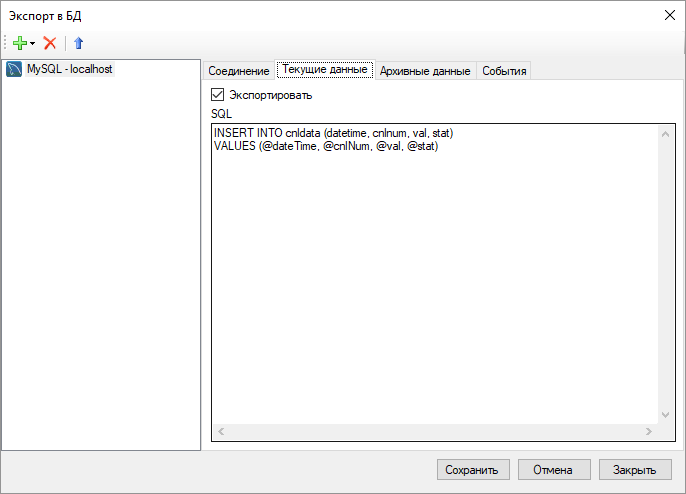 Экспорт в БД
MySQL - localhost
Соединение
Текущие данные
Архивные данные
События
Экспортировать
SQL
INSERT INTO cnldata (datetime, cnlnum, val, stat)
VALUES (@dateTime, @cnlNum, @val, @stat)
Сохранить
Отмена
Закрыть